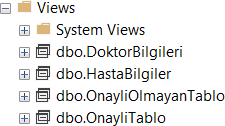 Views
System Views
dbo.DoktorBilgileri
dbo.HastaBilgiler
dbo.OnayliOlmayanTablo
dbo.OnayliTablo